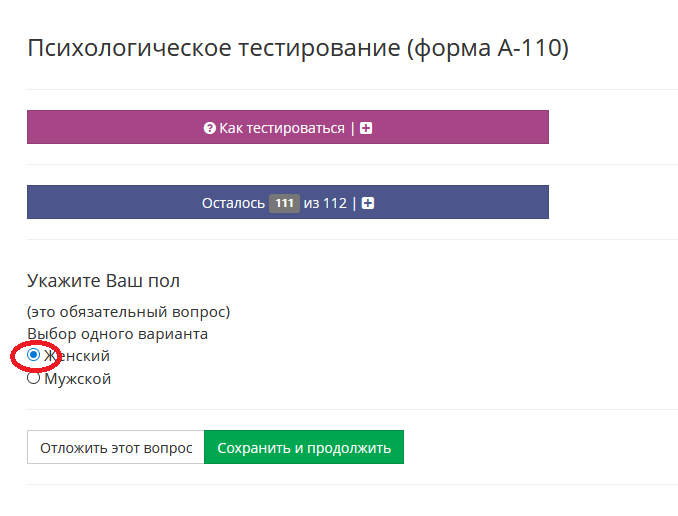 Психологическое тестирование (форма А-110)
Как тестироваться |
Осталось 111 из 112 |
Укажите Ваш пол
(это обязательный вопрос)
Выбор одного варианта
Женский
Мужской
Отложить этот вопрос
Сохранить и продолжить